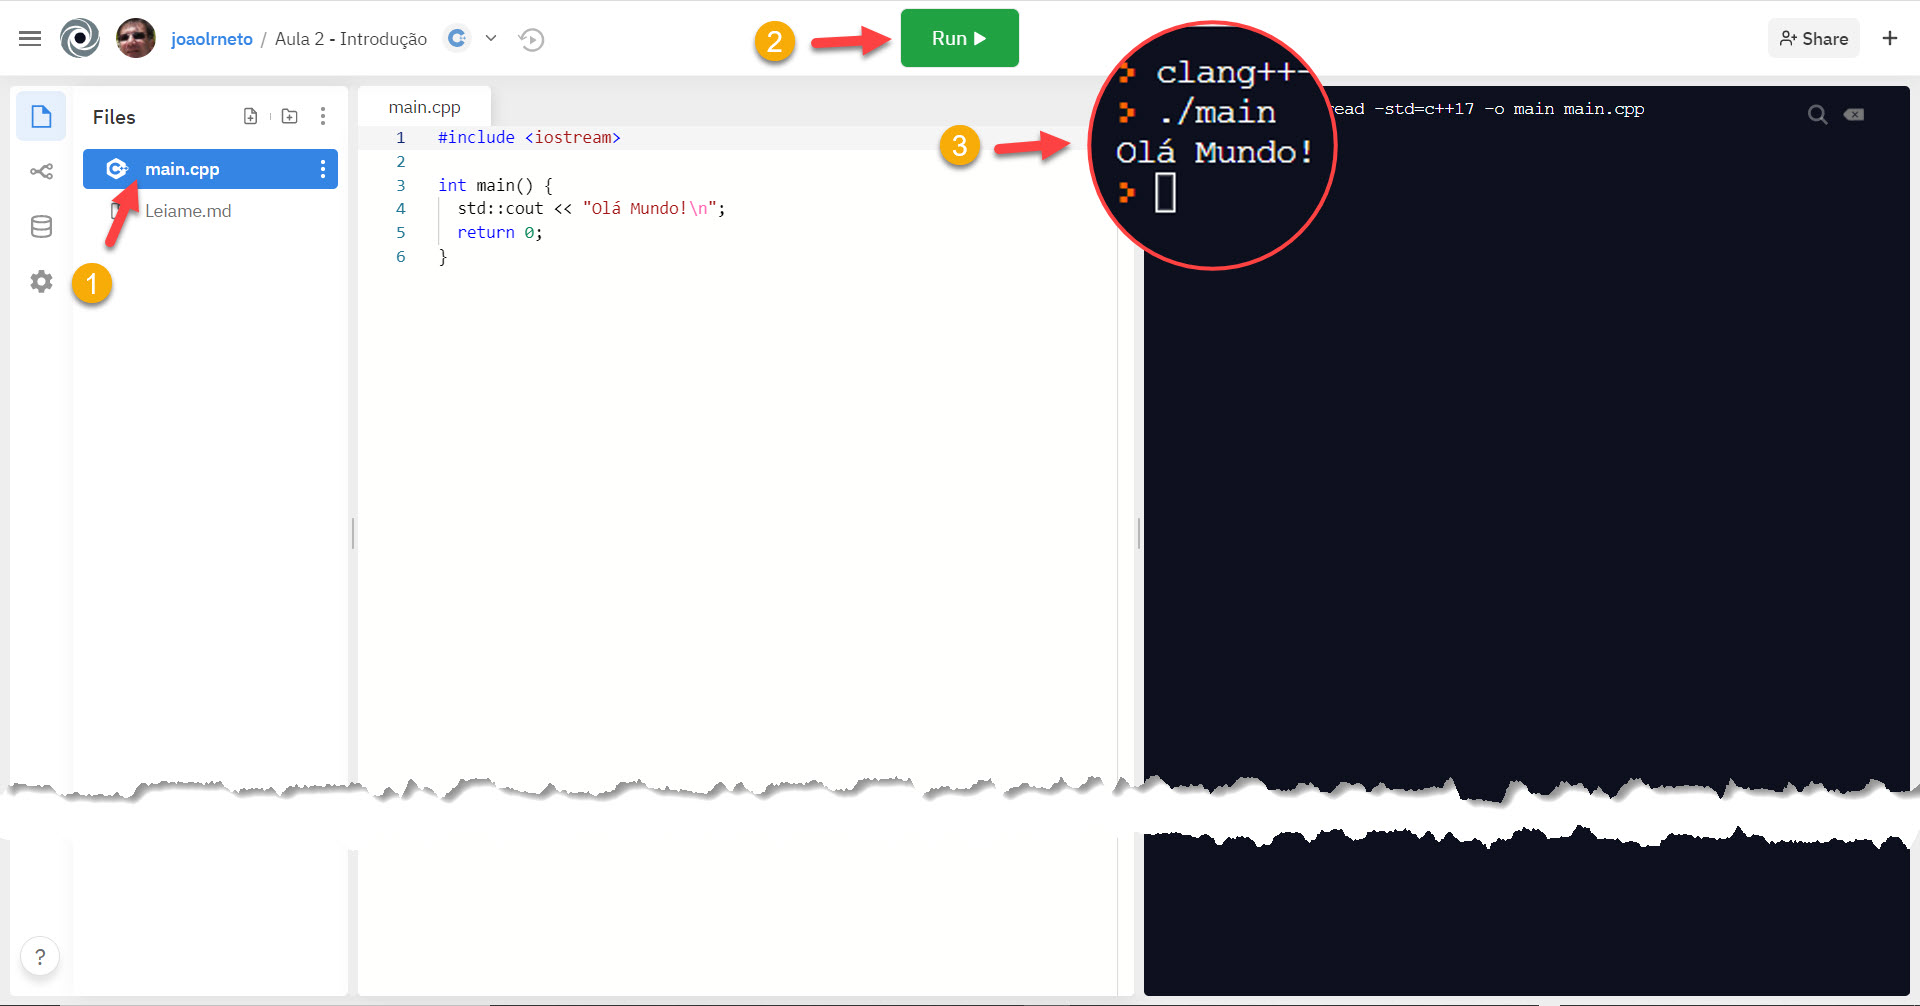 joaolrneto / Aula 2 - Introdução
2
Run
Share
Files
main.cpp
Leiame.md
1
main.cpp
1 #include <iostream>
2
3 int main() {
4 std::cout << "Olá Mundo!\n";
5 return 0;
6 }
3
> clang++-
read -std=c++17 -o main main.cpp
> ./main
Olá Mundo!
>
?